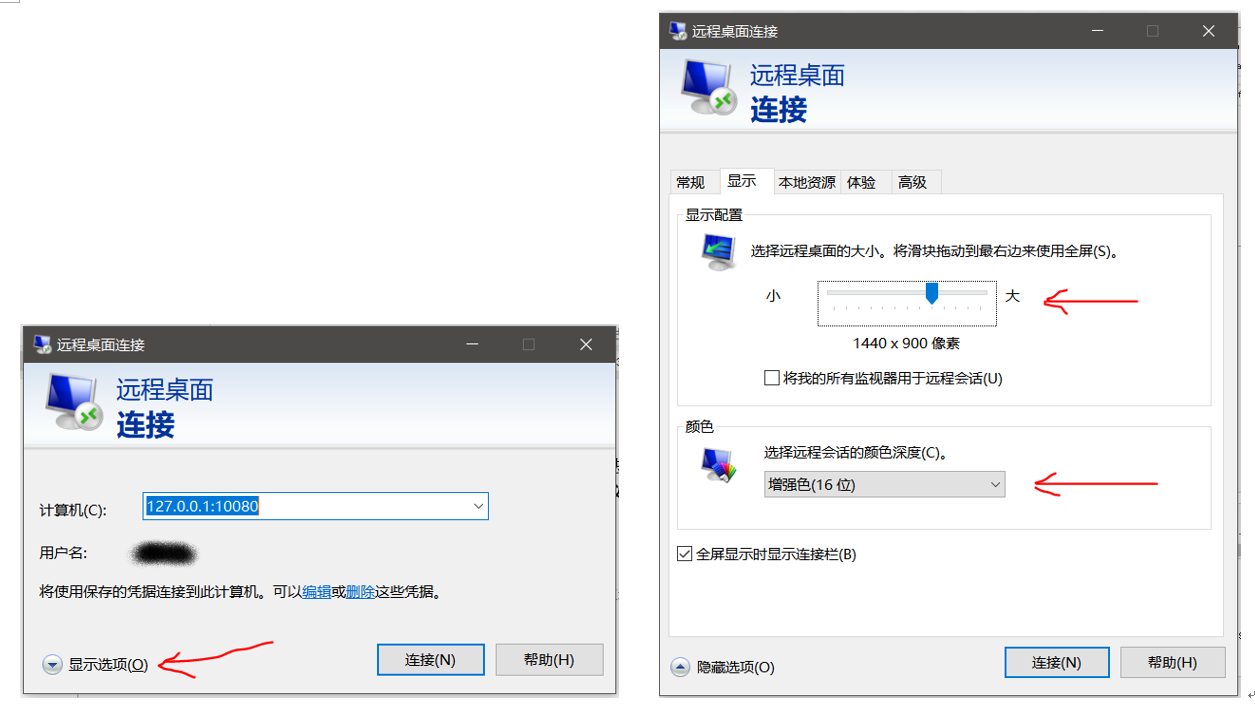 远程桌面连接
远程桌面
连接
计算机(C):
127.0.0.1:10080
用户名:
将使用保存的凭据连接到此计算机。可以编辑或删除这些凭据。
显示选项(O)
连接(N)
帮助(H)
远程桌面连接
远程桌面
连接
常规 显示 本地资源 体验 高级
显示配置
选择远程桌面的大小。将滑块拖动到最右边来使用全屏(S)。
小 大
1440 x 900 像素
将我的所有监视器用于远程会话(U)
颜色
选择远程会话的颜色深度(C)。
增强色(16 位)
全屏显示时显示连接栏(B)
隐藏选项(O)
连接(N)
帮助(H)